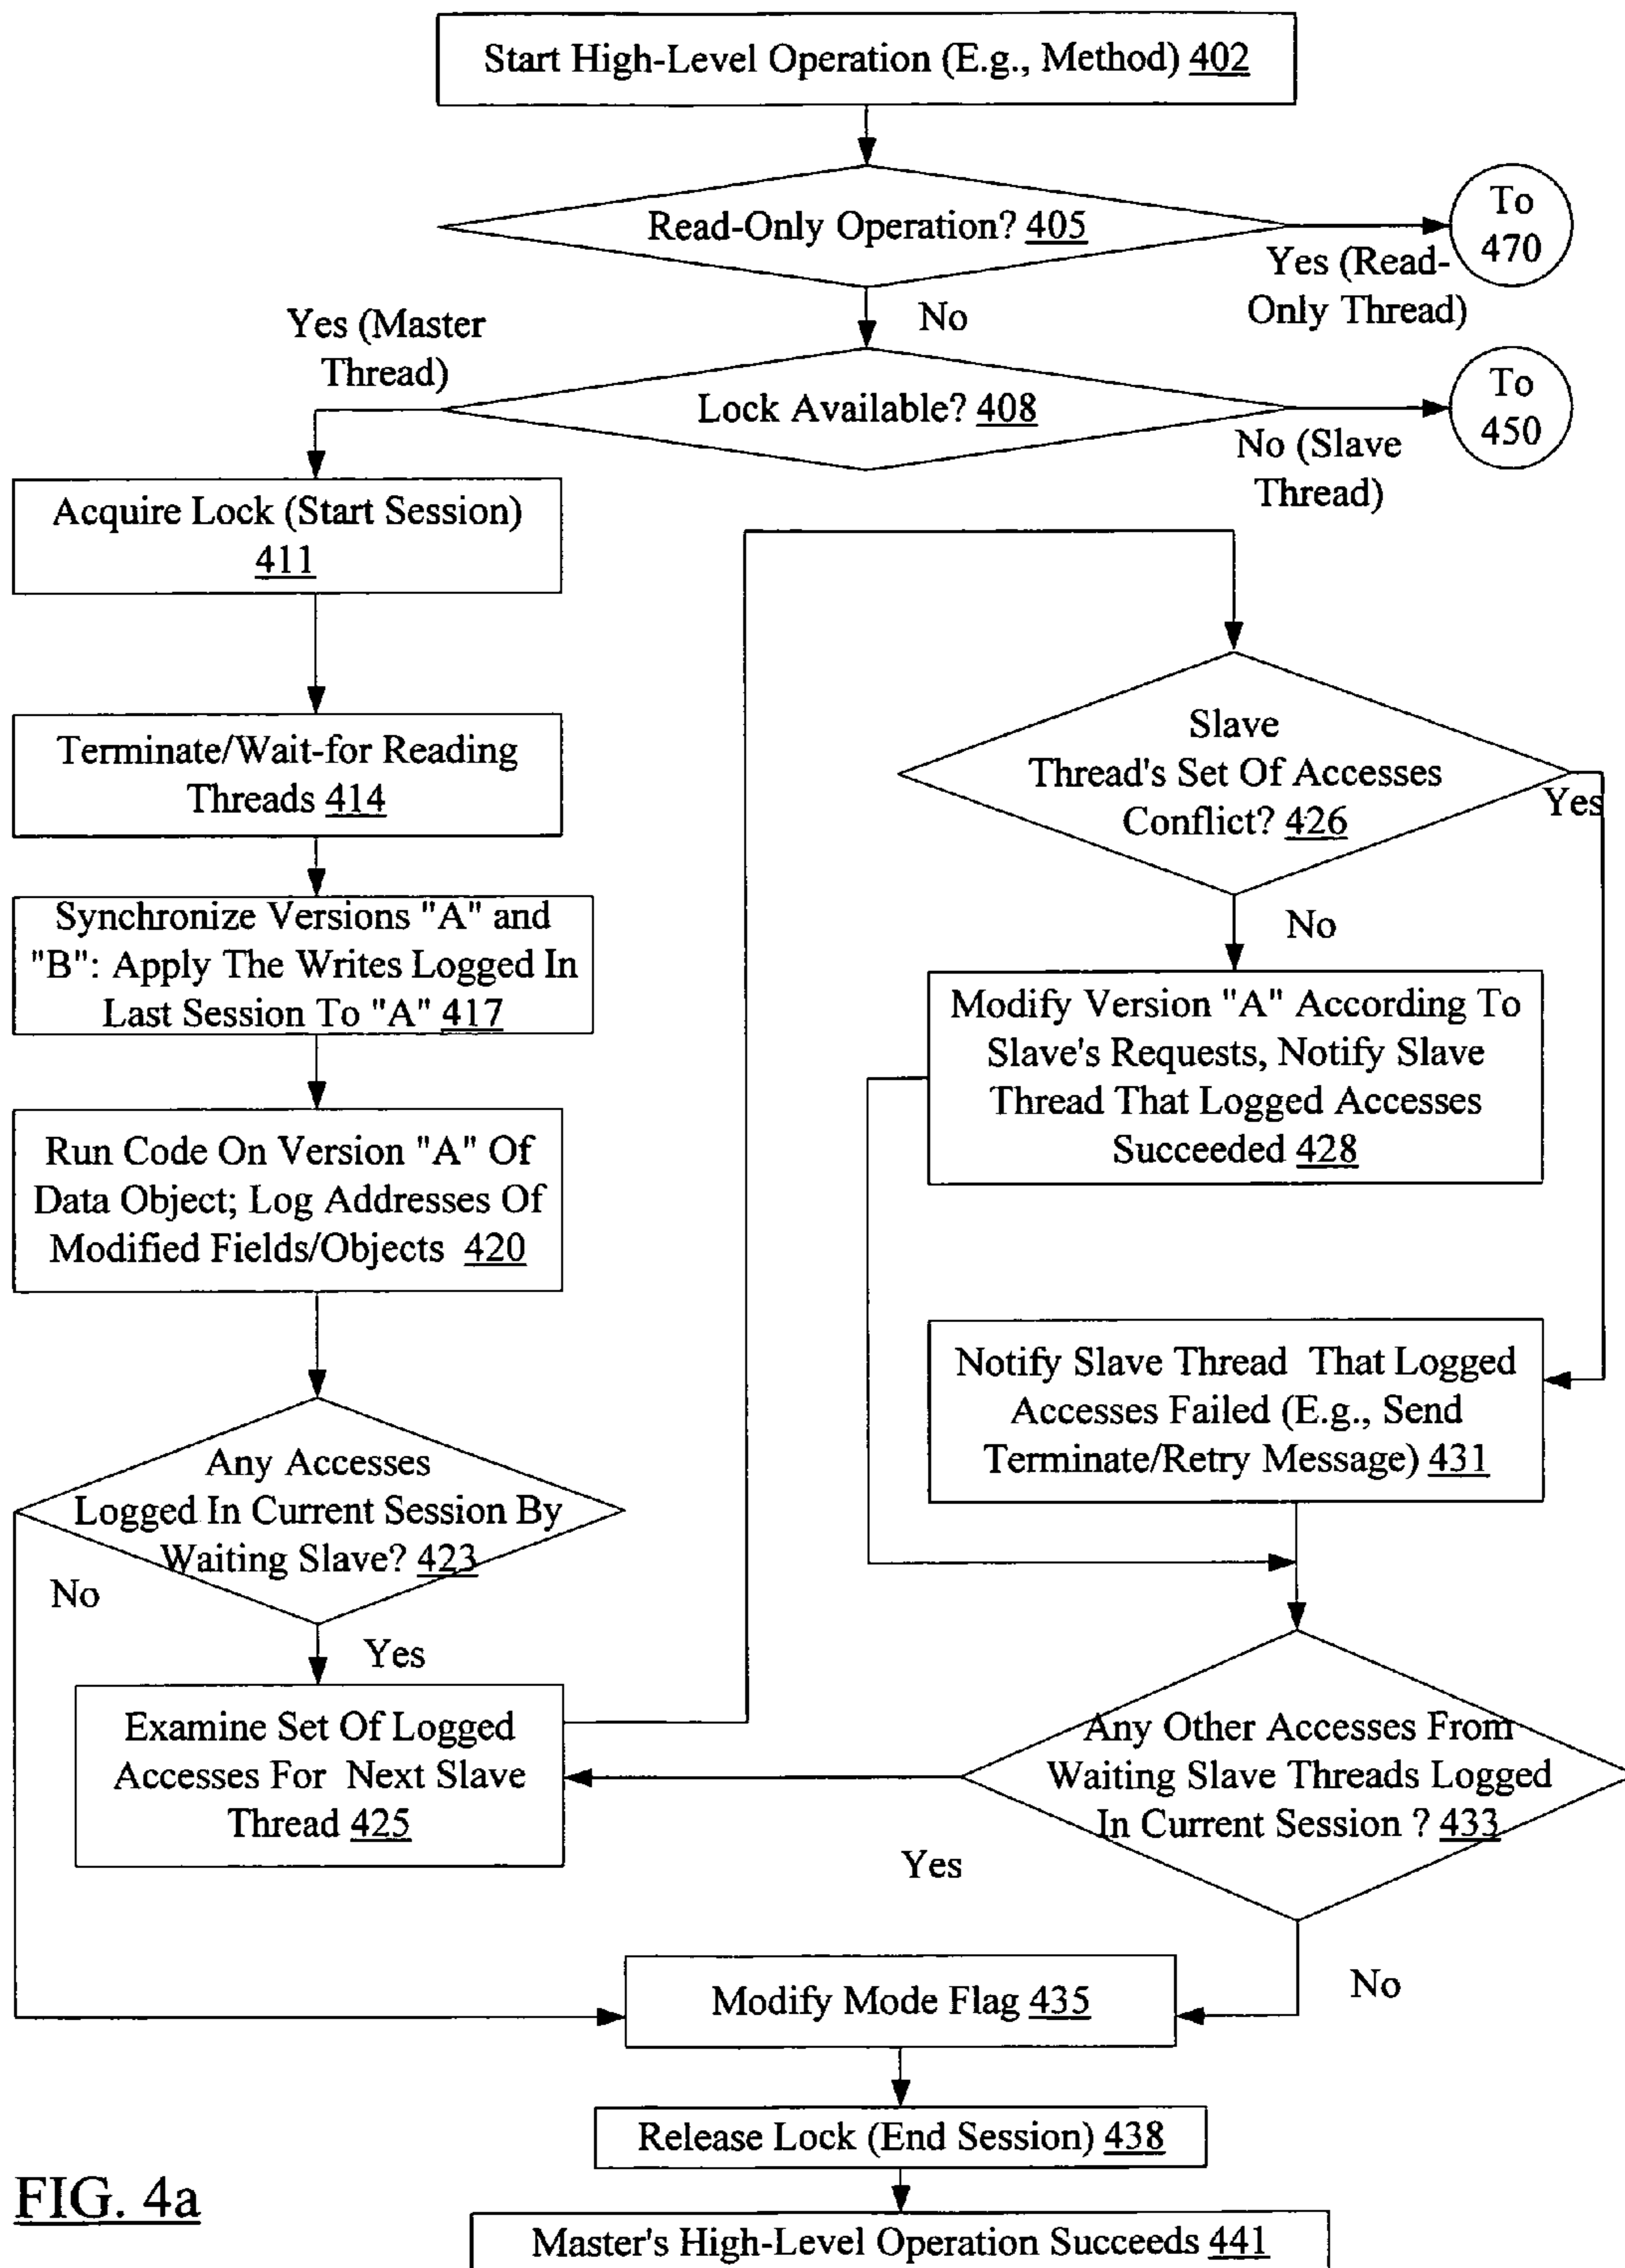 Start High-Level Operation (E.g., Method) 402
Read-Only Operation? 405
To
470
Yes (Read-
Only Thread)
No
Yes (Master
Thread)
Lock Available? 408
To
450
No (Slave
Thread)
Acquire Lock (Start Session)
411
Terminate/Wait-for Reading
Threads 414
Synchronize Versions "A" and
"B": Apply The Writes Logged In
Last Session To "A" 417
Run Code On Version "A" Of
Data Object; Log Addresses Of
Modified Fields/Objects 420
Any Accesses
Logged In Current Session By
Waiting Slave? 423
No
Yes
Examine Set Of Logged
Accesses For Next Slave
Thread 425
Slave
Thread's Set Of Accesses
Conflict? 426
Yes
No
Modify Version "A" According To
Slave's Requests, Notify Slave
Thread That Logged Accesses
Succeeded 428
Notify Slave Thread That Logged
Accesses Failed (E.g., Send
Terminate/Retry Message) 431
Any Other Accesses From
Waiting Slave Threads Logged
In Current Session ? 433
Yes
No
Modify Mode Flag 435
Release Lock (End Session) 438
Master's High-Level Operation Succeeds 441
FIG. 4a